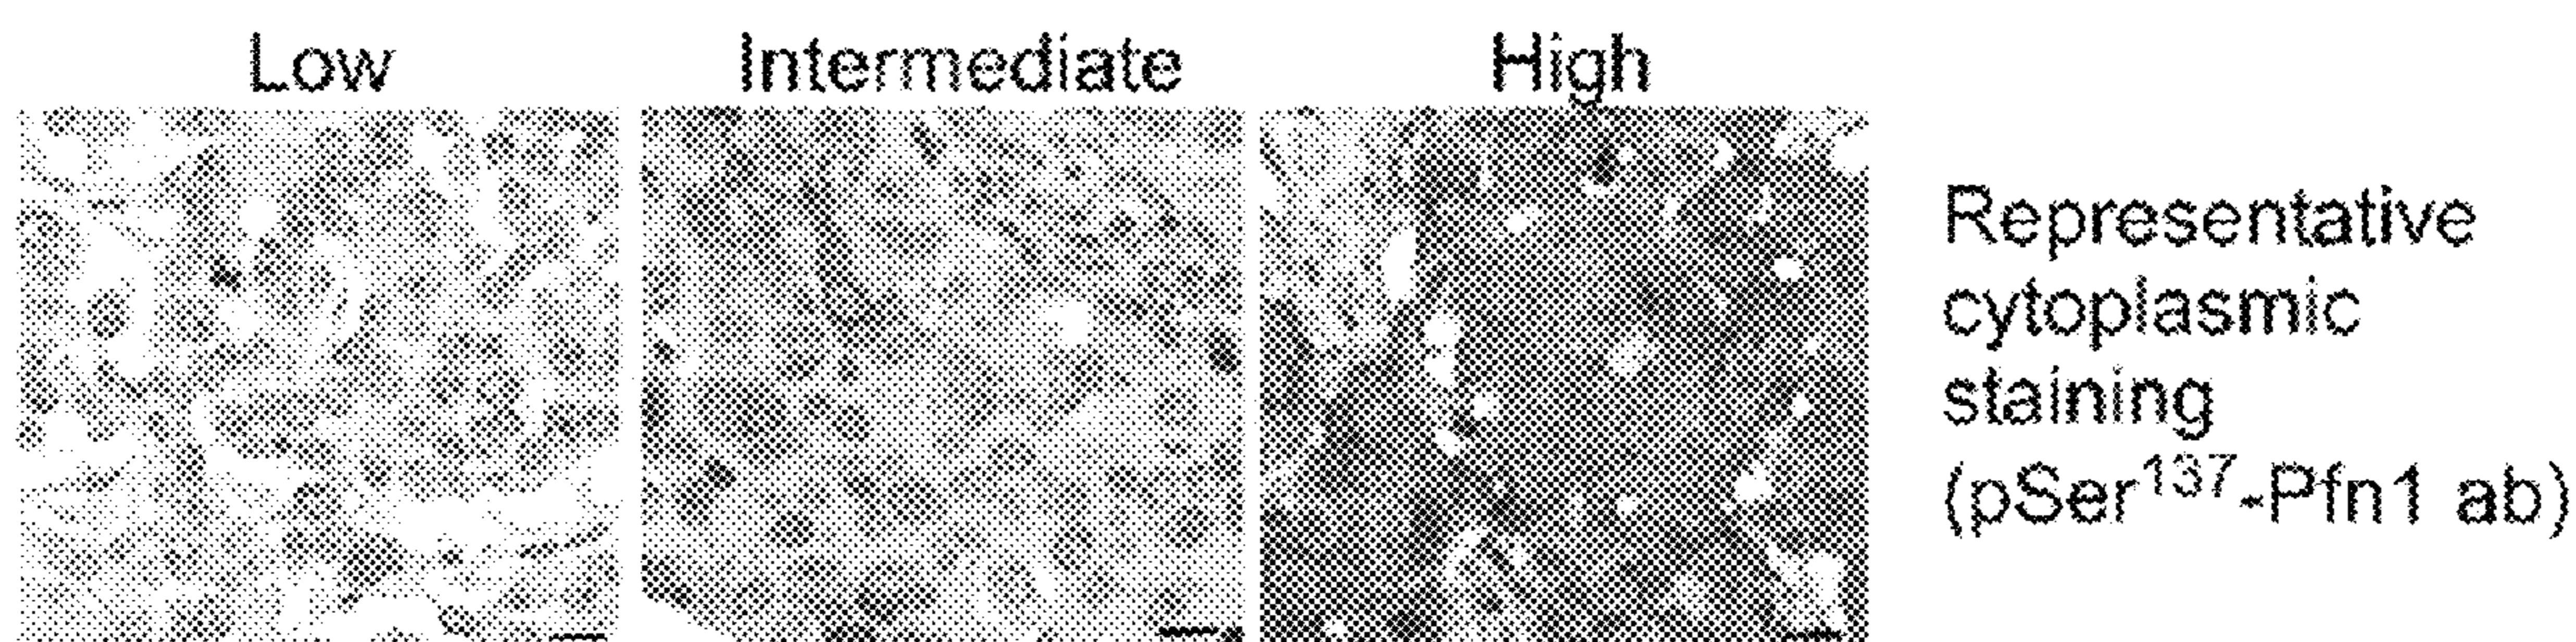 Low Intermediate High
Representative
cytoplasmic
staining
(pSer¹³⁷-Pfn1 ab)